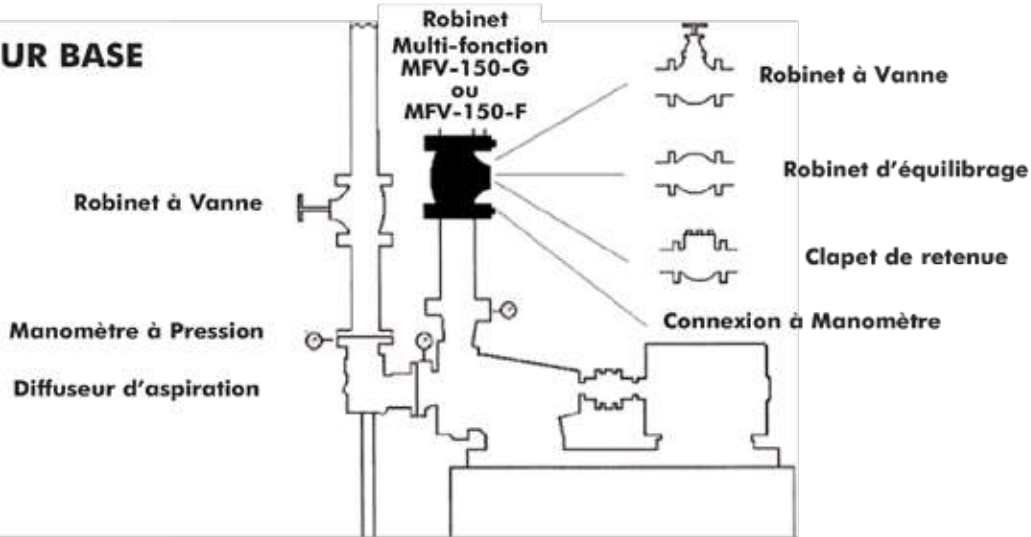 UR BASE
Robinet
Multi-fonction
MFV-150-G
ou
MFV-150-F
Robinet à Vanne
Robinet d'équilibrage
Robinet à Vanne
Clapet de retenue
Manomètre à Pression
Connexion à Manomètre
Diffuseur d'aspiration